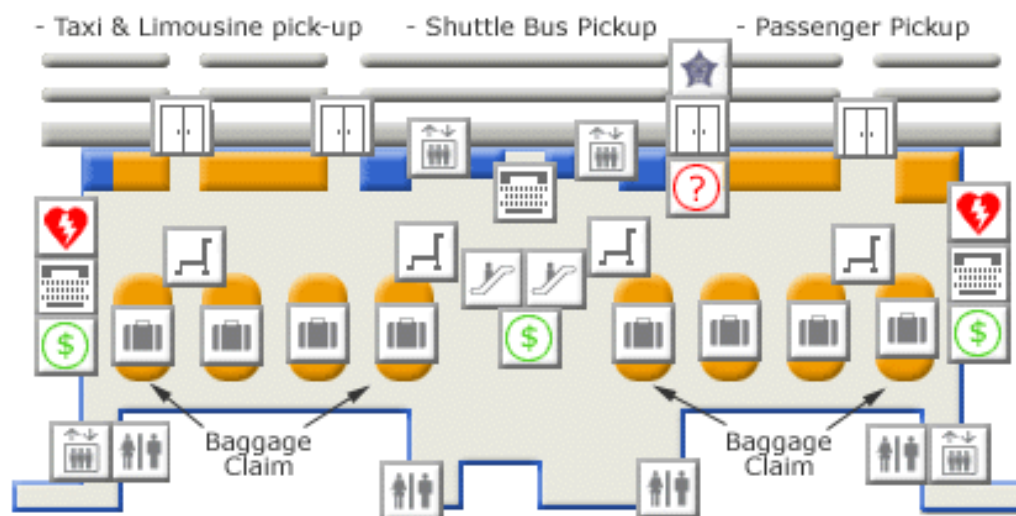 - Taxi & Limousine pick-up - Shuttle Bus Pickup - Passenger Pickup
?
$ $ $
Baggage Claim
Baggage Claim